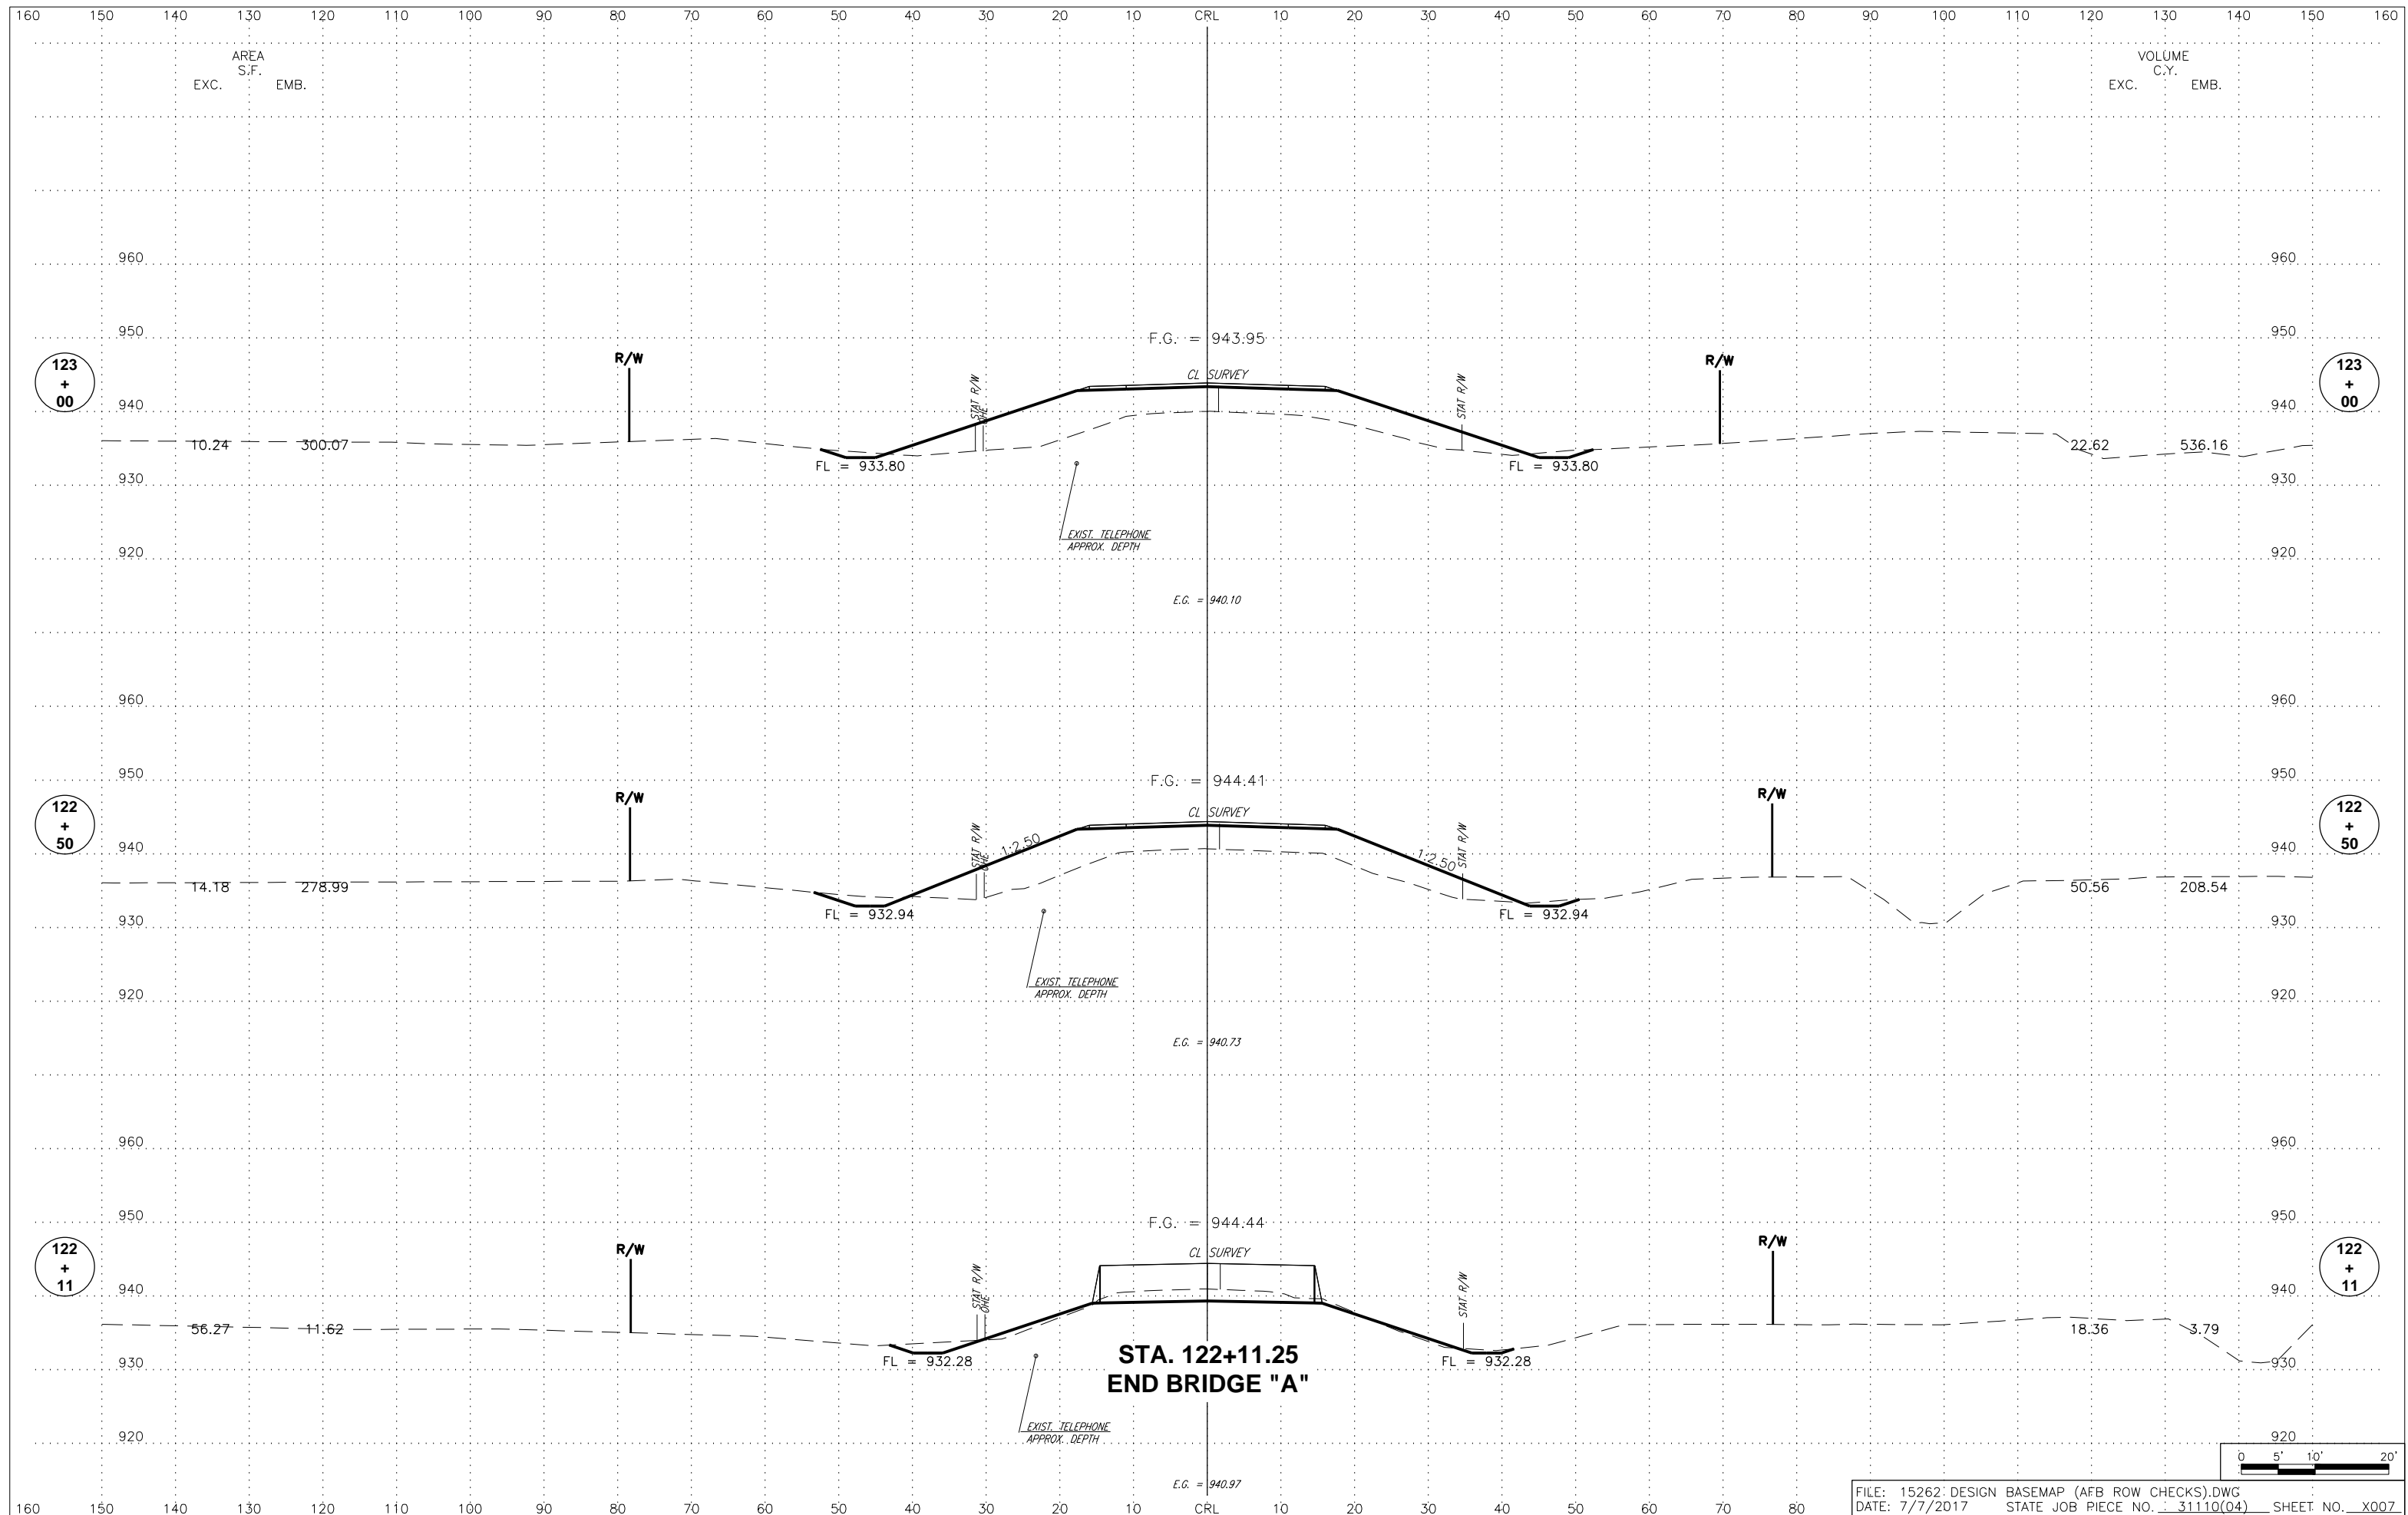 160 150 140 130 120 110 100 90 80 70 60 50 40 30 20 10 CRL 10 20 30 40 50 60 70 80 90 100 110 120 130 140 150 160
AREA
S.F.
EXC. EMB.
VOLUME
C.Y.
EXC. EMB.
960 960
950 F.G. = 943.95 950
123
+
00
R/W
STAT R/W
OHE
CL SURVEY
STAT R/W
R/W
123
+
00
940 940
10.24 300.07 22.62 536.16
FL = 933.80 FL = 933.80
930 930
EXIST. TELEPHONE
APPROX. DEPTH
920 920
E.G. = 940.10
960 960
950 F.G. = 944.41 950
122
+
50
R/W
STAT R/W
OHE
1:2.50
CL SURVEY
1:2.50
STAT R/W
R/W
122
+
50
940 940
14.18 278.99 50.56 208.54
FL = 932.94 FL = 932.94
930 930
EXIST. TELEPHONE
APPROX. DEPTH
920 920
E.G. = 940.73
960 960
950 F.G. = 944.44 950
122
+
11
R/W
STAT R/W
OHE
CL SURVEY
STAT R/W
R/W
122
+
11
940 940
56.27 11.62 18.36 3.79
FL = 932.28 FL = 932.28
930 930
STA. 122+11.25
END BRIDGE "A"
EXIST. TELEPHONE
APPROX. DEPTH
920 920
E.G. = 940.97
0 5' 10' 20'
160 150 140 130 120 110 100 90 80 70 60 50 40 30 20 10 CRL 10 20 30 40 50 60 70 80
FILE: 15262 DESIGN BASEMAP (AFB ROW CHECKS).DWG
DATE: 7/7/2017 STATE JOB PIECE NO. 31110(04) SHEET NO. X007